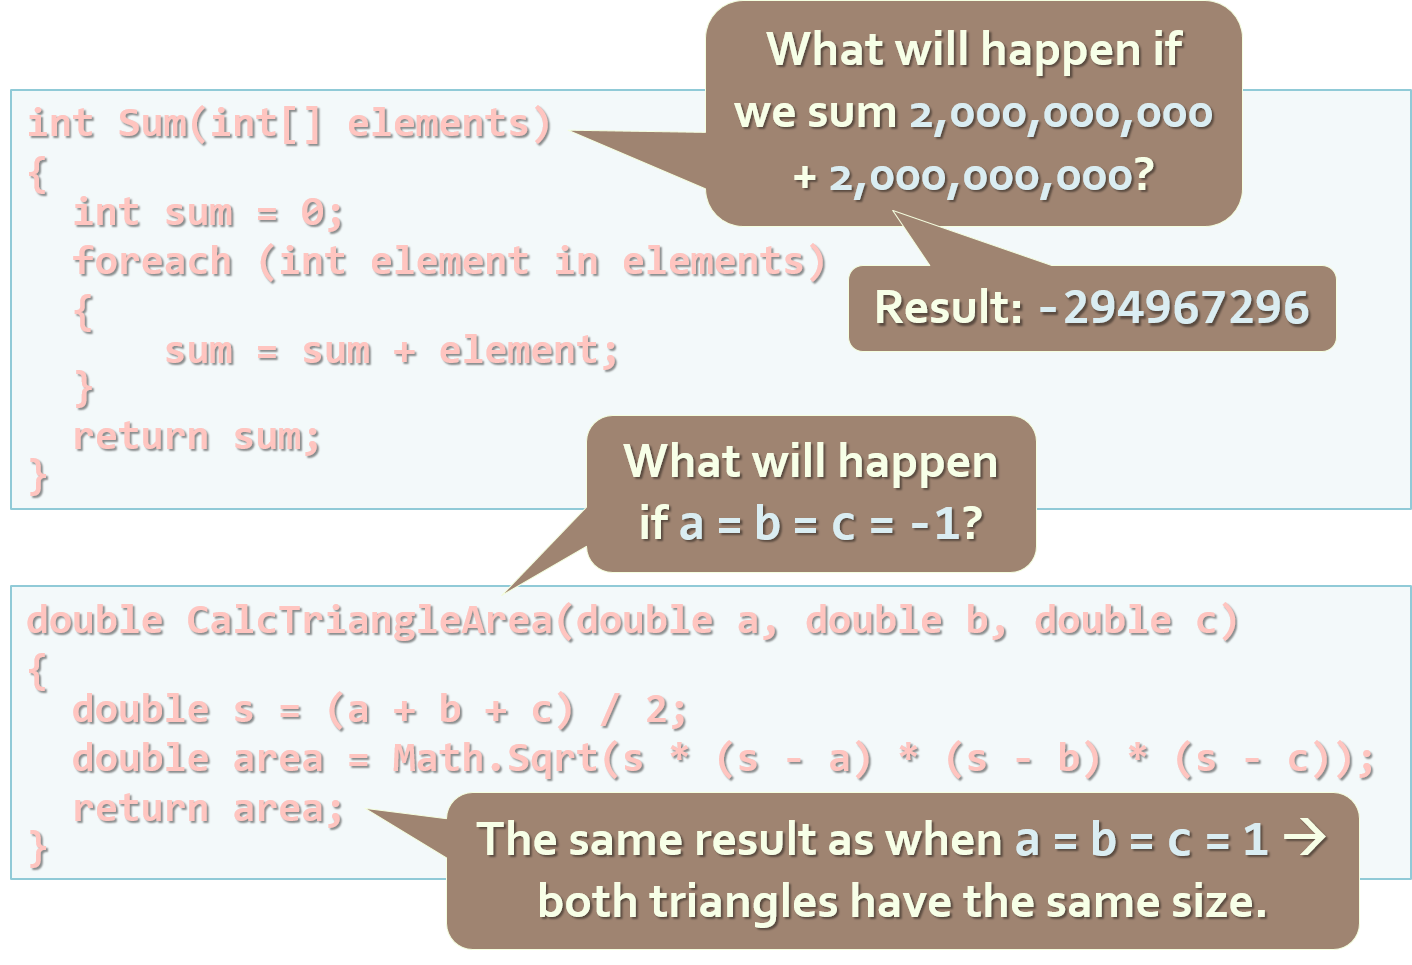 What will happen if
we sum 2,000,000,000
+ 2,000,000,000?
int Sum(int[] elements)
{
int sum = 0;
foreach (int element in elements)
{
Result: -294967296
sum = sum + element;
}
return sum;
}
What will happen
if a = b = c = -1?
double CalcTriangleArea(double a, double b, double c)
{
double s = (a + b + c) / 2;
double area = Math.Sqrt(s * (s - a) * (s - b) * (s - c));
return area;
}
The same result as when a = b = c = 1 →
both triangles have the same size.